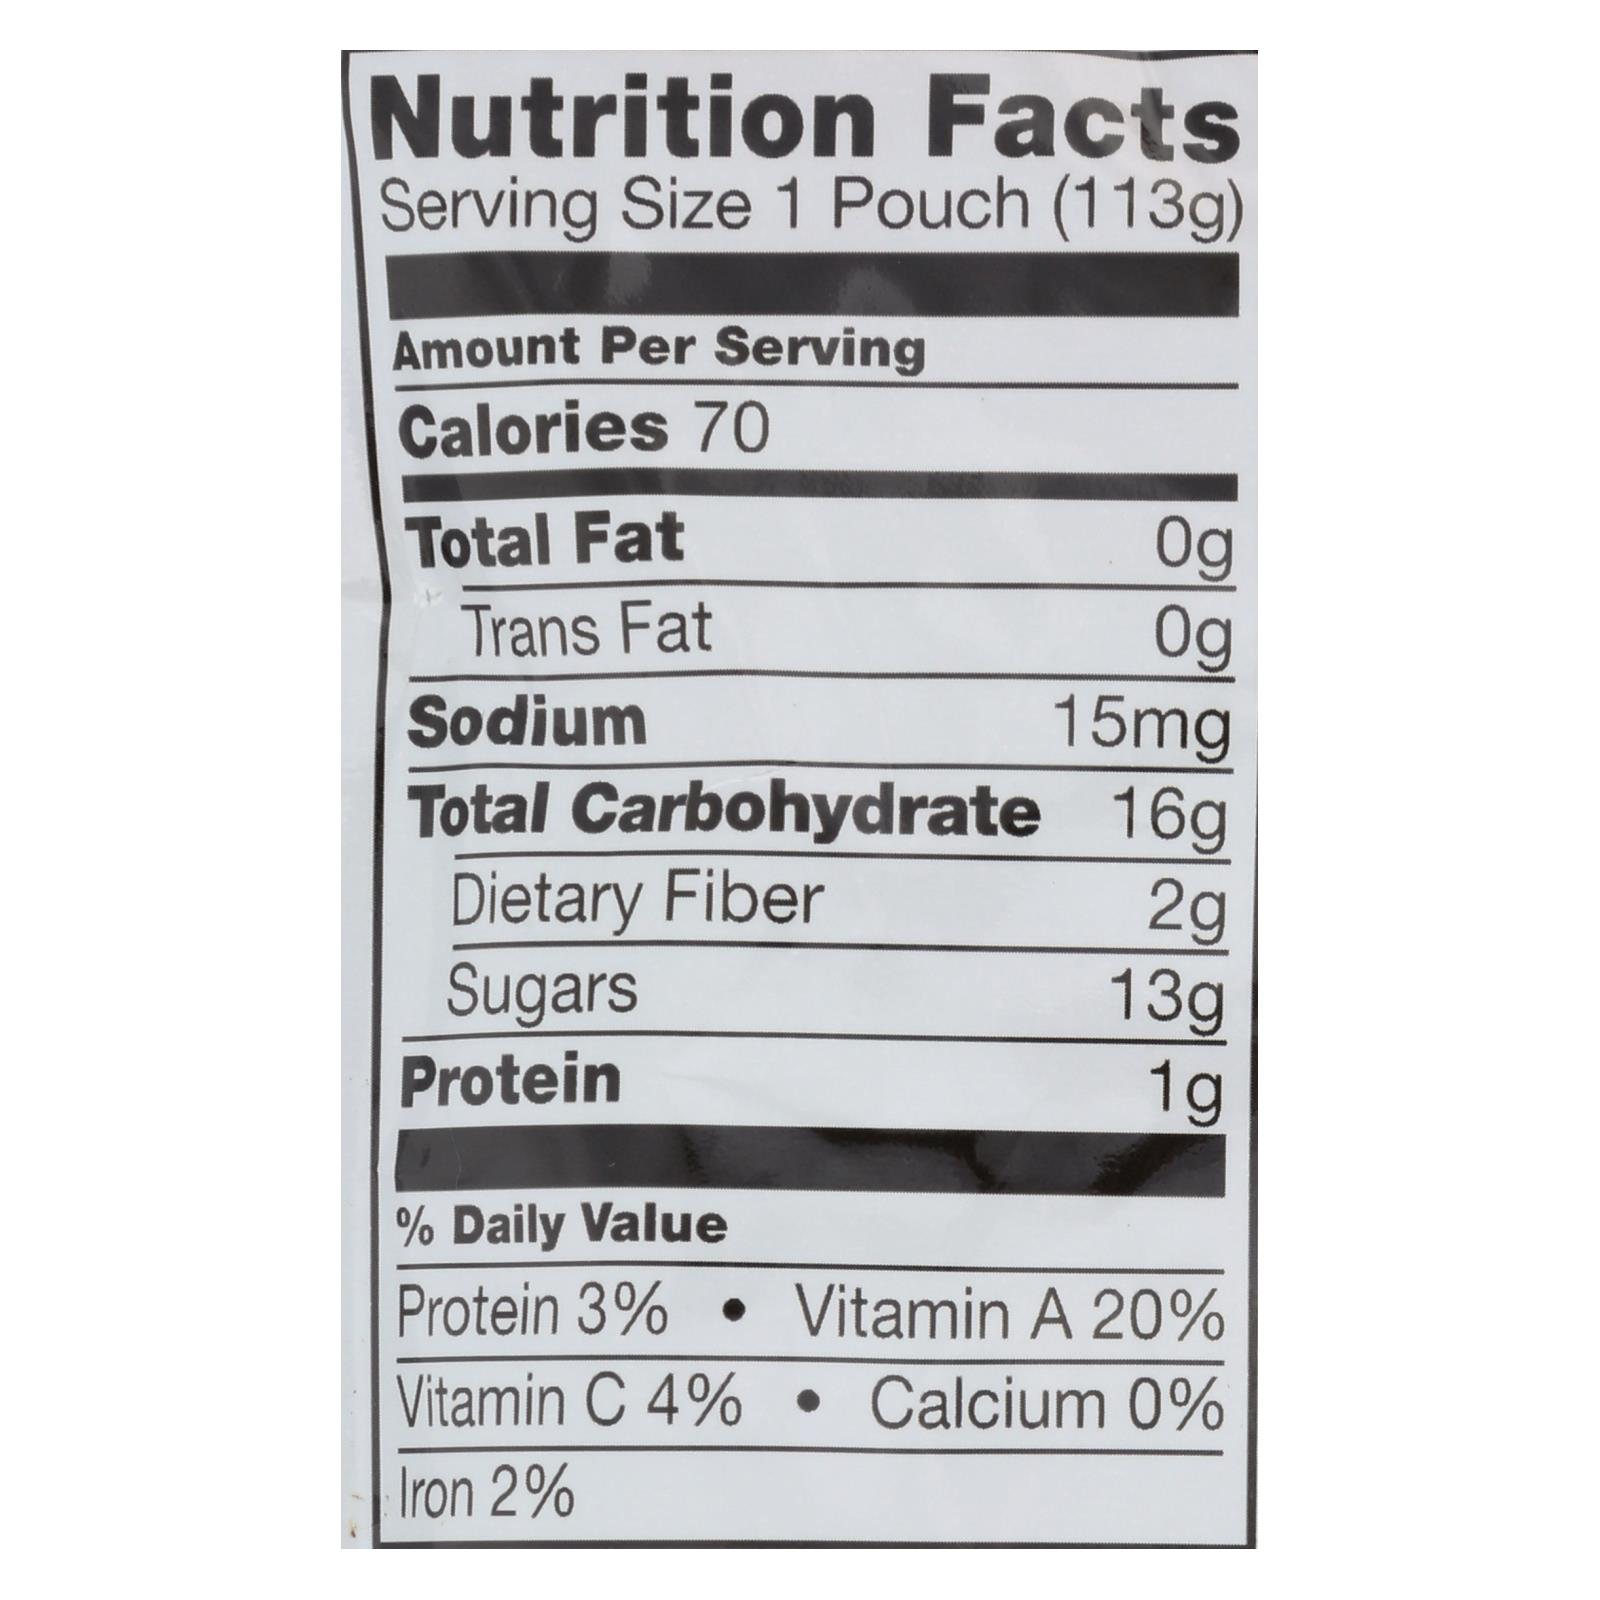 Nutrition Facts
Serving Size 1 Pouch (113g)
Amount Per Serving
Calories 70
Total Fat 0g
Trans Fat 0g
Sodium 15mg
Total Carbohydrate 16g
Dietary Fiber 2g
Sugars 13g
Protein 1g
% Daily Value
Protein 3% • Vitamin A 20%
Vitamin C 4% • Calcium 0%
Iron 2%